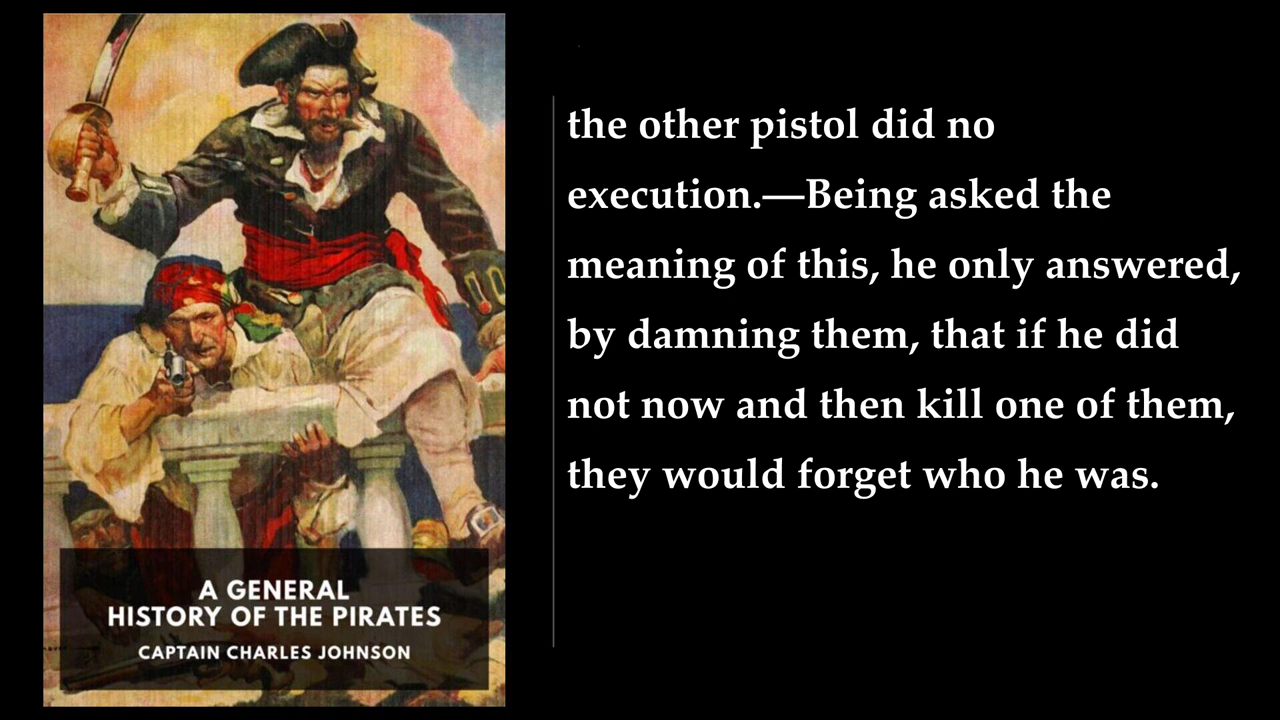 the other pistol did no
execution.—Being asked the
meaning of this, he only answered,
by damning them, that if he did
not now and then kill one of them,
they would forget who he was.
A GENERAL
HISTORY OF THE PIRATES
CAPTAIN CHARLES JOHNSON